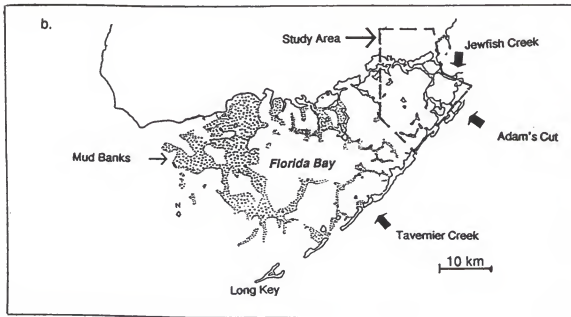 b.
Study Area
Jewfish Creek
Adam's Cut
Mud Banks
Florida Bay
N
Tavernier Creek
10 km
Long Key